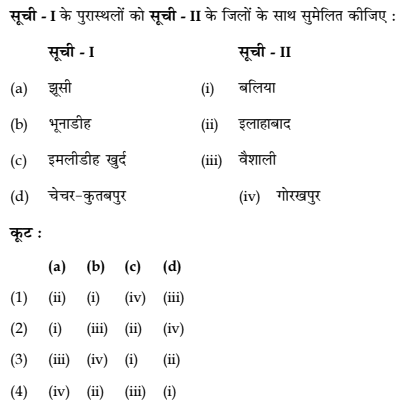 सूची - I के पुरास्थलों को सूची - II के जिलों के साथ सुमेलित कीजिए :
सूची - I सूची - II
(a) झूसी (i) बलिया
(b) भूनाडीह (ii) इलाहाबाद
(c) इमलीडीह खुर्द (iii) वैशाली
(d) चेचर-कुतबपुर (iv) गोरखपुर
कूट :
(a) (b) (c) (d)
(1) (ii) (i) (iv) (iii)
(2) (i) (iii) (ii) (iv)
(3) (iii) (iv) (i) (ii)
(4) (iv) (ii) (iii) (i)